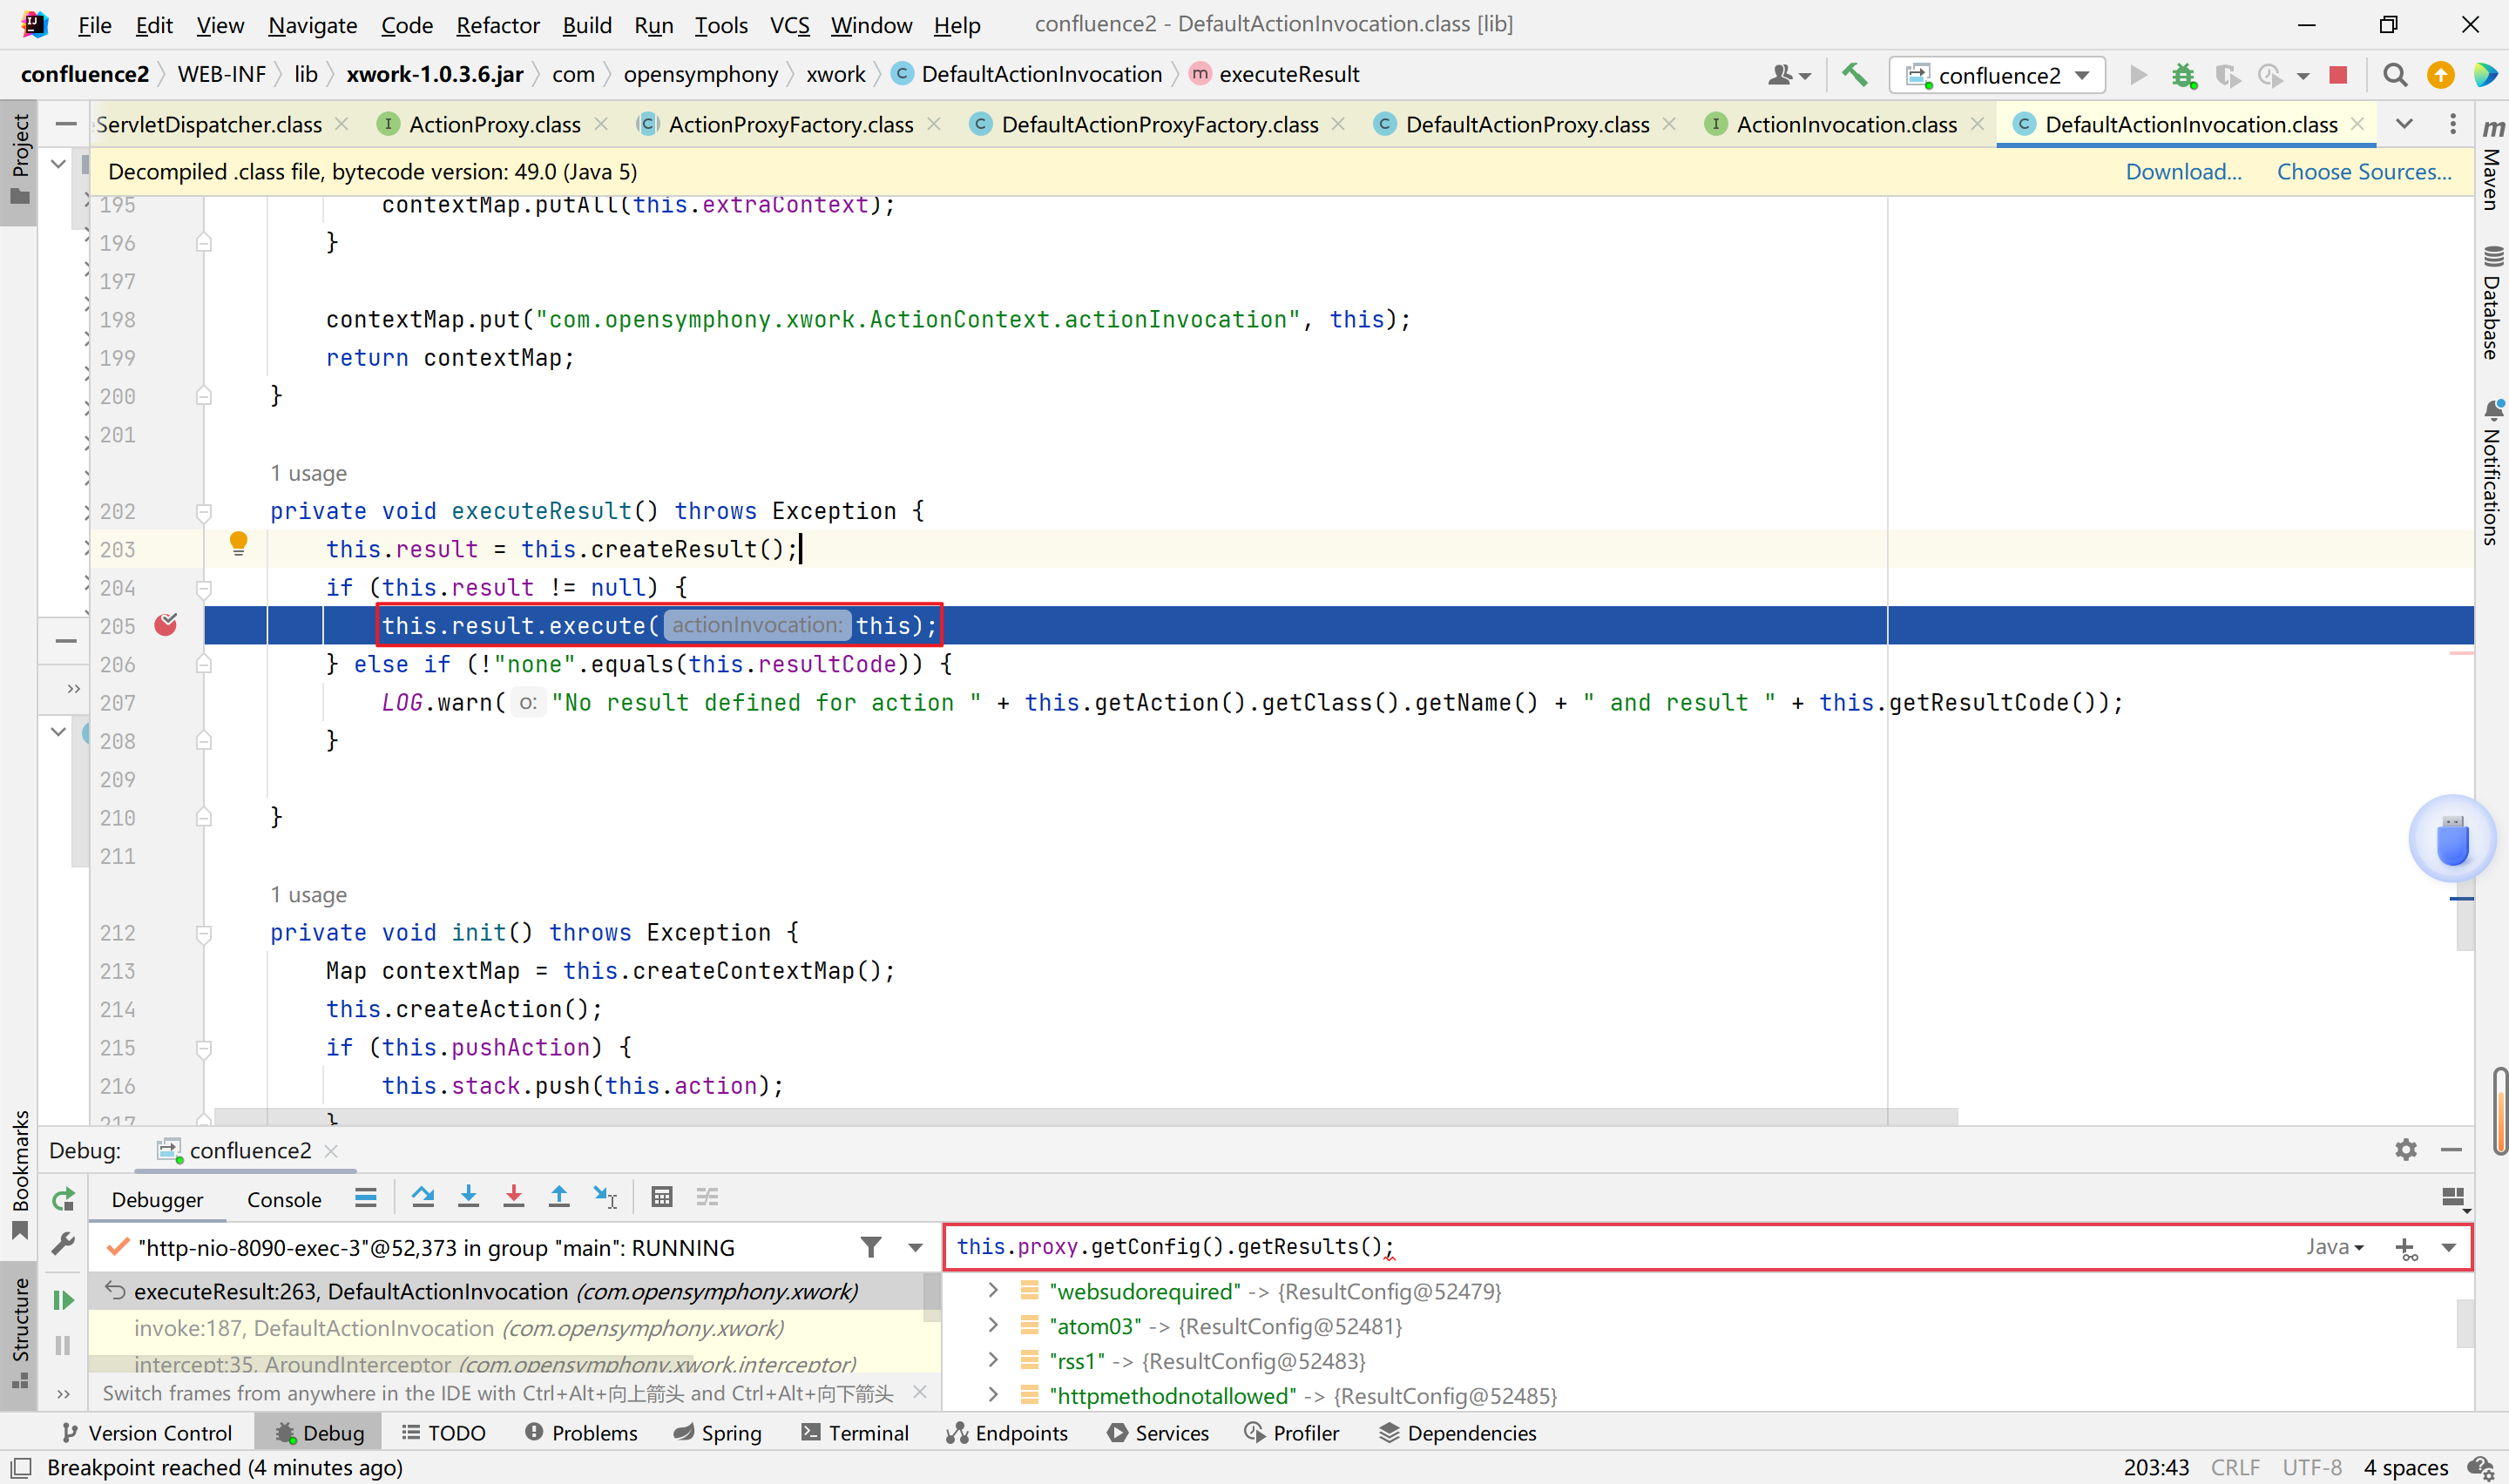 File Edit View Navigate Code Refactor Build Run Tools VCS Window Help confluence2 - DefaultActionInvocation.class [lib]
confluence2 WEB-INF lib xwork-1.0.3.6.jar com opensymphony xwork C DefaultActionInvocation m executeResult confluence2
ServletDispatcher.class I ActionProxy.class C ActionProxyFactory.class C DefaultActionProxyFactory.class C DefaultActionProxy.class I ActionInvocation.class C DefaultActionInvocation.class
Decompiled .class file, bytecode version: 49.0 (Java 5) Download... Choose Sources...
195 contextMap.putAll(this.extraContext);
196 }
197
198 contextMap.put("com.opensymphony.xwork.ActionContext.actionInvocation", this);
199 return contextMap;
200 }
201
1 usage
202 private void executeResult() throws Exception {
203 this.result = this.createResult();
204 if (this.result != null) {
205 this.result.execute( actionInvocation: this);
206 } else if (!"none".equals(this.resultCode)) {
207 LOG.warn( o: "No result defined for action " + this.getAction().getClass().getName() + " and result " + this.getResultCode());
208 }
209
210 }
211
1 usage
212 private void init() throws Exception {
213 Map contextMap = this.createContextMap();
214 this.createAction();
215 if (this.pushAction) {
216 this.stack.push(this.action);
217 }
Project
Bookmarks
Structure
Maven
Database
Notifications
Debug: confluence2
Debugger Console
"http-nio-8090-exec-3"@52,373 in group "main": RUNNING
executeResult:263, DefaultActionInvocation (com.opensymphony.xwork)
invoke:187, DefaultActionInvocation (com.opensymphony.xwork)
intercept:35, AroundInterceptor (com.opensymphony.xwork.interceptor)
Switch frames from anywhere in the IDE with Ctrl+Alt+向上箭头 and Ctrl+Alt+向下箭头
this.proxy.getConfig().getResults(); Java
"websudorequired" -> {ResultConfig@52479}
"atom03" -> {ResultConfig@52481}
"rss1" -> {ResultConfig@52483}
"httpmethodnotallowed" -> {ResultConfig@52485}
Version Control Debug TODO Problems Spring Terminal Endpoints Services Profiler Dependencies
Breakpoint reached (4 minutes ago) 203:43 CRLF UTF-8 4 spaces